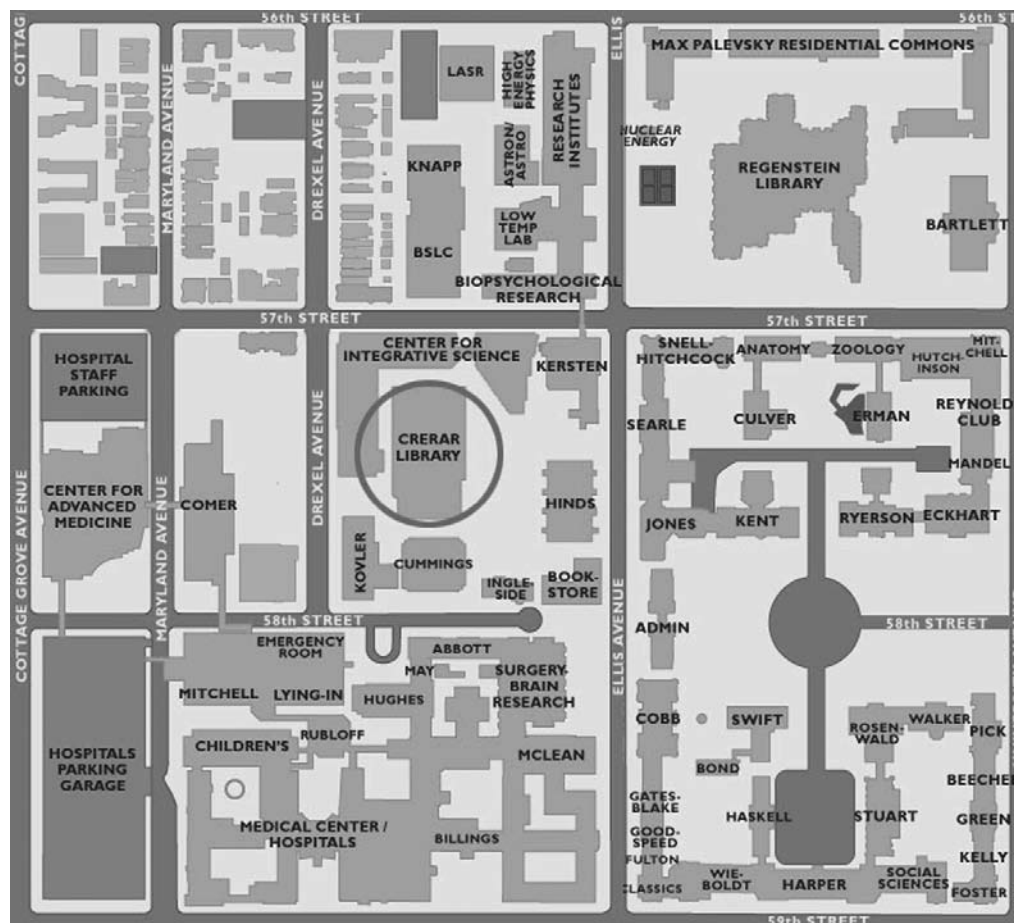 56th STREET
56th ST
COTTAG
ELLIS
MAX PALEVSKY RESIDENTIAL COMMONS
LASR
HIGH
ENERGY
PHYSICS
RESEARCH
INSTITUTES
MARYLAND AVENUE
DREXEL AVENUE
NUCLEAR
ENERGY
KNAPP
ASTRON/
ASTRO
REGENSTEIN
LIBRARY
LOW
TEMP
LAB
BARTLETT
BSLC
BIOPSYCHOLOGICAL
RESEARCH
57th STREET
57th STREET
HOSPITAL
STAFF
PARKING
CENTER FOR
INTEGRATIVE SCIENCE
KERSTEN
SNELL-
HITCHCOCK
ANATOMY
ZOOLOGY
MIT-
CHELL
HUTCH-
INSON
DREXEL AVENUE
CRERAR
LIBRARY
SEARLE
CULVER
ERMAN
REYNOLD
CLUB
MANDEL
COTTAGE GROVE AVENUE
CENTER FOR
ADVANCED
MEDICINE
MARYLAND AVENUE
COMER
HINDS
JONES
KENT
RYERSON
ECKHART
KOVLER
CUMMINGS
INGLE-
SIDE
BOOK-
STORE
58th STREET
ELLIS AVENUE
ADMIN
58th STREET
EMERGENCY
ROOM
ABBOTT
MITCHELL
LYING-IN
MAY
HUGHES
SURGERY-
BRAIN
RESEARCH
COBB
SWIFT
ROSEN-
WALD
WALKER
PICK
HOSPITALS
PARKING
GARAGE
CHILDREN'S
RUBLOFF
MCLEAN
BOND
BEECHE
GATES-
BLAKE
HASKELL
STUART
GREEN
MEDICAL CENTER /
HOSPITALS
BILLINGS
GOOD-
SPEED
FULTON
KELLY
CLASSICS
WIE-
BOLDT
HARPER
SOCIAL
SCIENCES
FOSTER
59th STREET